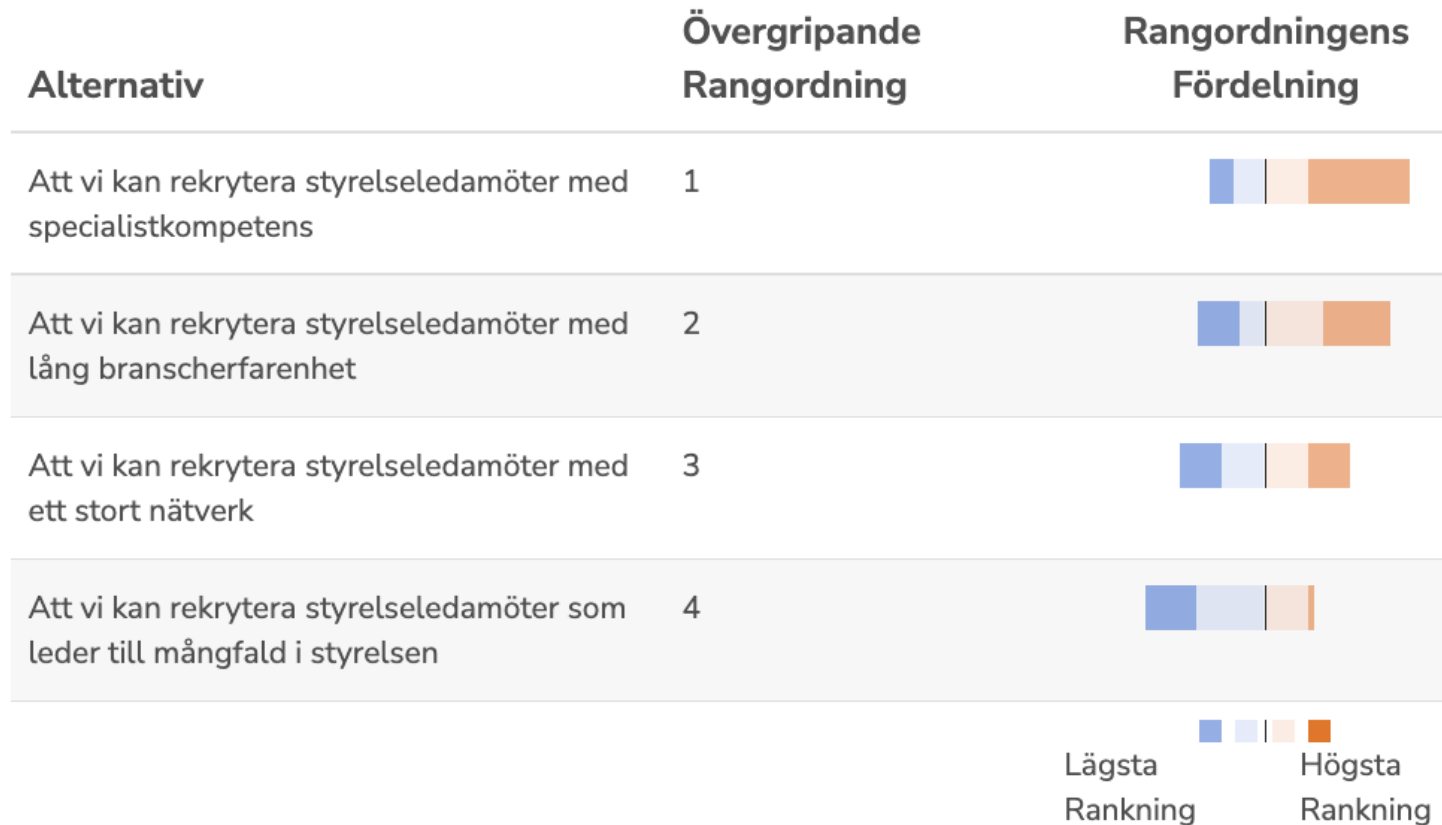 Alternativ
Övergripande
Rangordning
Rangordningens
Fördelning
Att vi kan rekrytera styrelseledamöter med
specialistkompetens
1
Att vi kan rekrytera styrelseledamöter med
lång branscherfarenhet
2
Att vi kan rekrytera styrelseledamöter med
ett stort nätverk
3
Att vi kan rekrytera styrelseledamöter som
leder till mångfald i styrelsen
4
Lägsta
Rankning
Högsta
Rankning